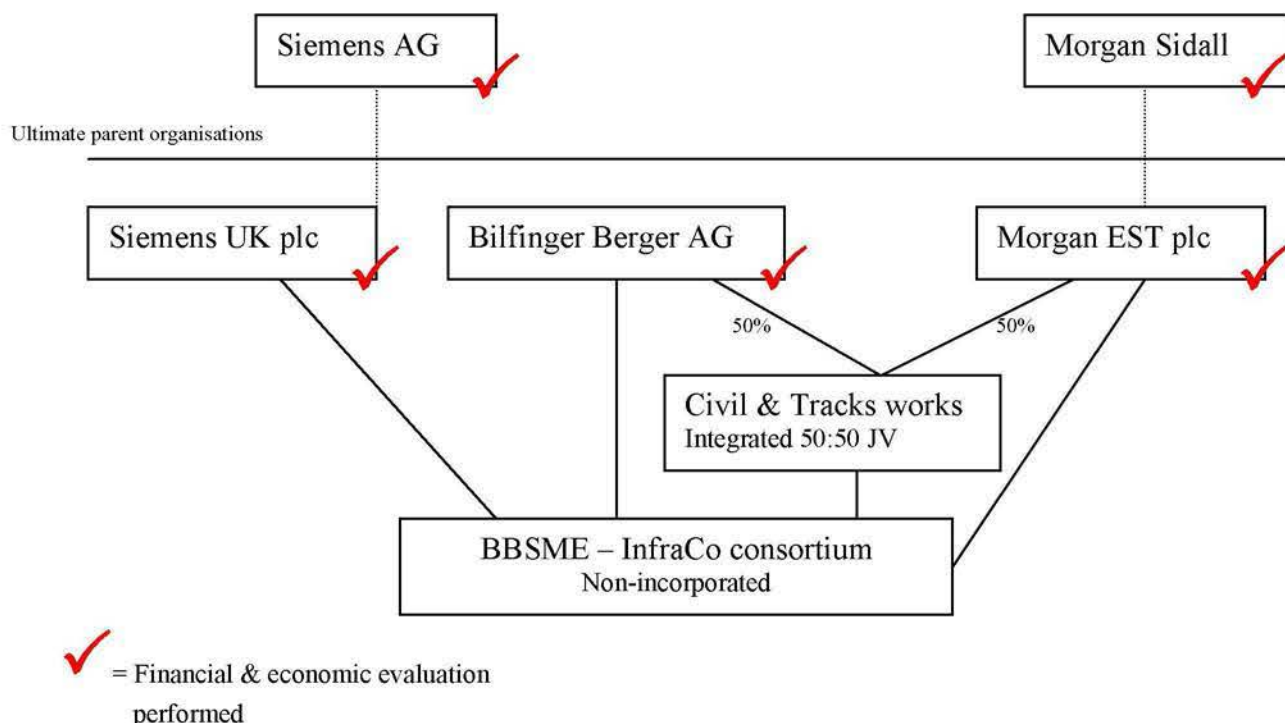 Siemens AG
Morgan Sidall
Ultimate parent organisations
Siemens UK plc
Bilfinger Berger AG
Morgan EST plc
50%
50%
Civil & Tracks works
Integrated 50:50 JV
BBSME – InfraCo consortium
Non-incorporated
= Financial & economic evaluation
performed